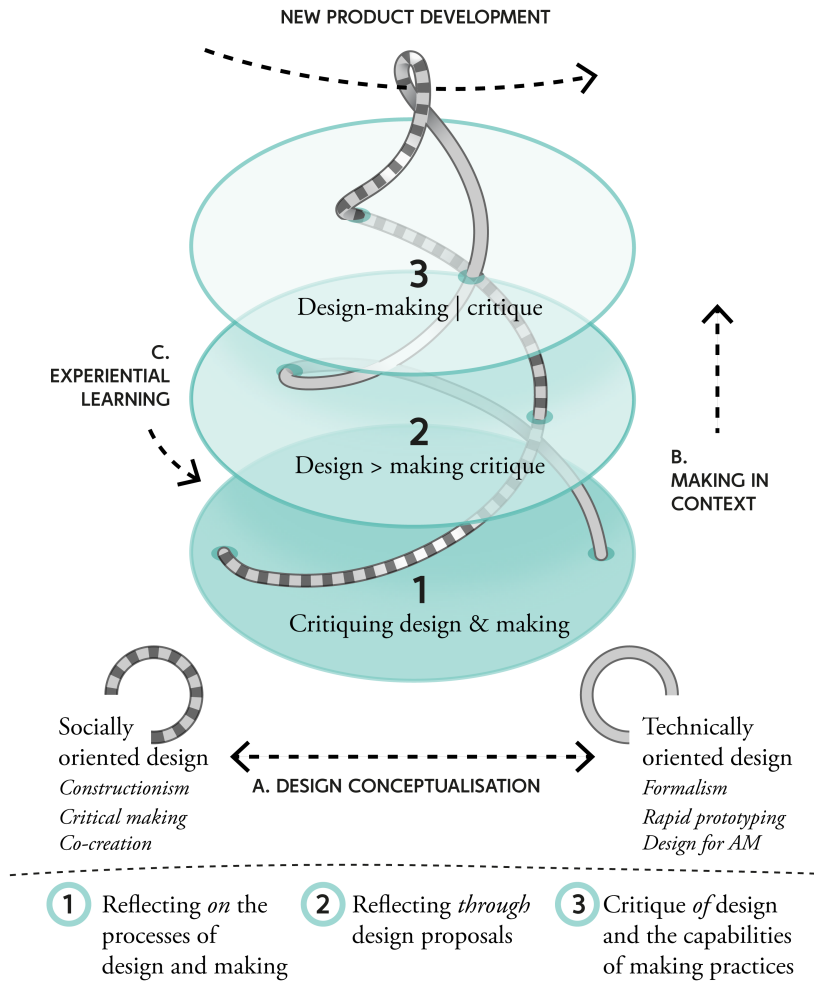 NEW PRODUCT DEVELOPMENT
3
Design-making | critique
C.
EXPERIENTIAL
LEARNING
2
Design > making critique
B.
MAKING IN
CONTEXT
1
Critiquing design & making
Socially
oriented design
Constructionism
Critical making
Co-creation
A. DESIGN CONCEPTUALISATION
Technically
oriented design
Formalism
Rapid prototyping
Design for AM
1
Reflecting on the
processes of
design and making
2
Reflecting through
design proposals
3
Critique of design
and the capabilities
of making practices